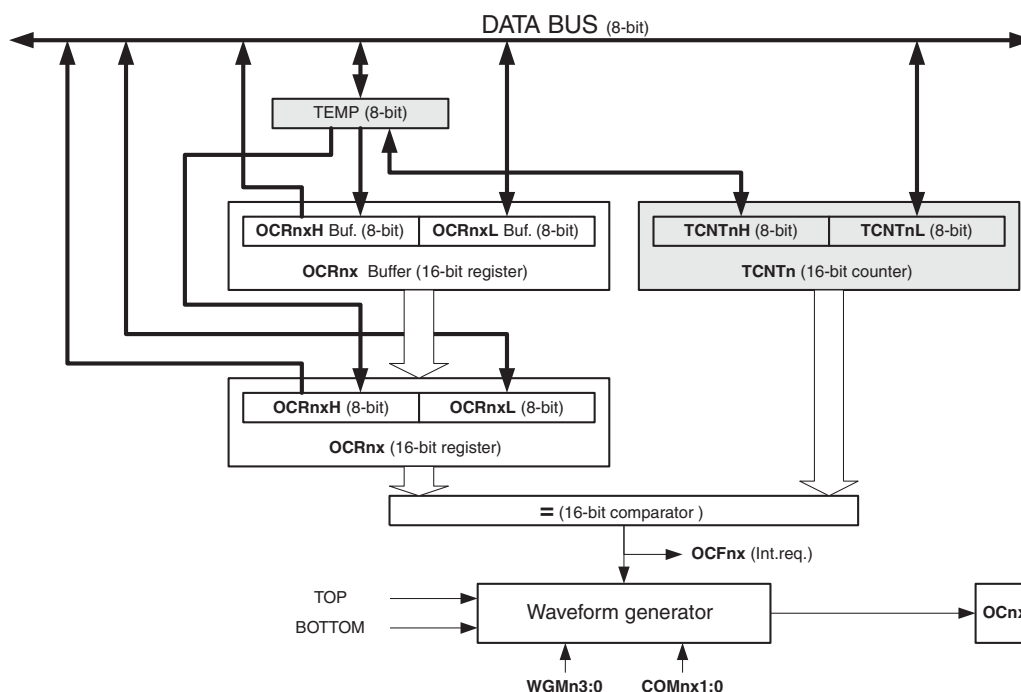 DATA BUS (8-bit)
TEMP (8-bit)
OCRnxH Buf. (8-bit) OCRnxL Buf. (8-bit)
OCRnx Buffer (16-bit register)
TCNTnH (8-bit) TCNTnL (8-bit)
TCNTn (16-bit counter)
OCRnxH (8-bit) OCRnxL (8-bit)
OCRnx (16-bit register)
= (16-bit comparator )
OCFnx (Int.req.)
TOP
BOTTOM
Waveform generator
OCnx
WGMn3:0 COMnx1:0